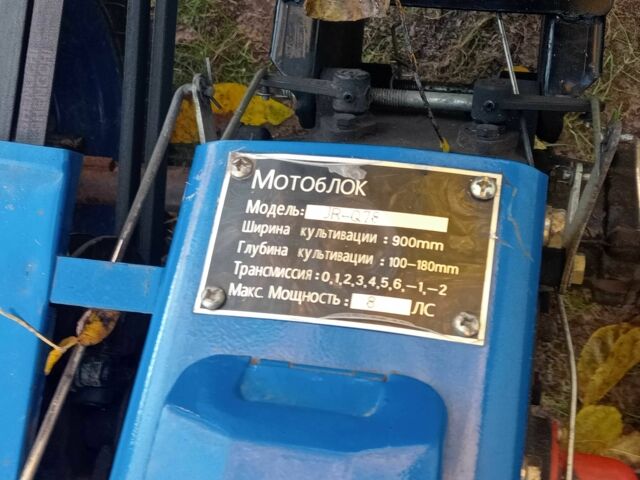 Мотоблок
Модель: JR-Q78
Ширина культивации : 900mm
Глубина культивации : 100-180mm
Трансмиссия : 0,1,2,3,4,5,6,-1,-2
Макс. Мощность : 8 ЛС